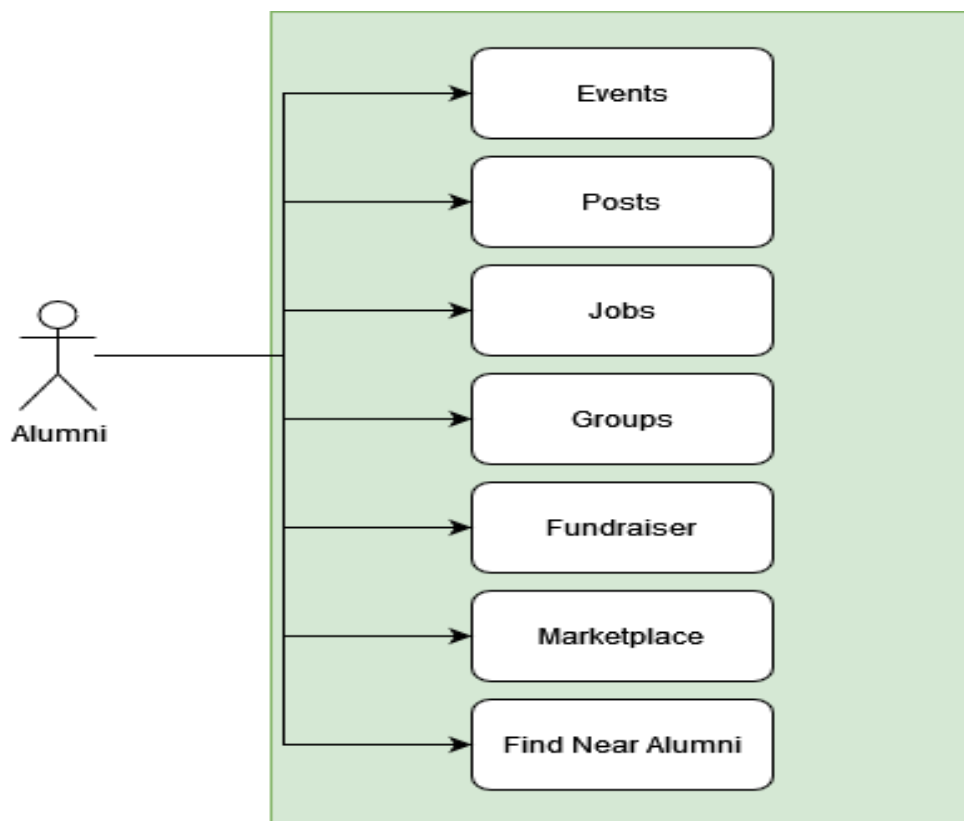 Events
Posts
Jobs
Alumni
Groups
Fundraiser
Marketplace
Find Near Alumni